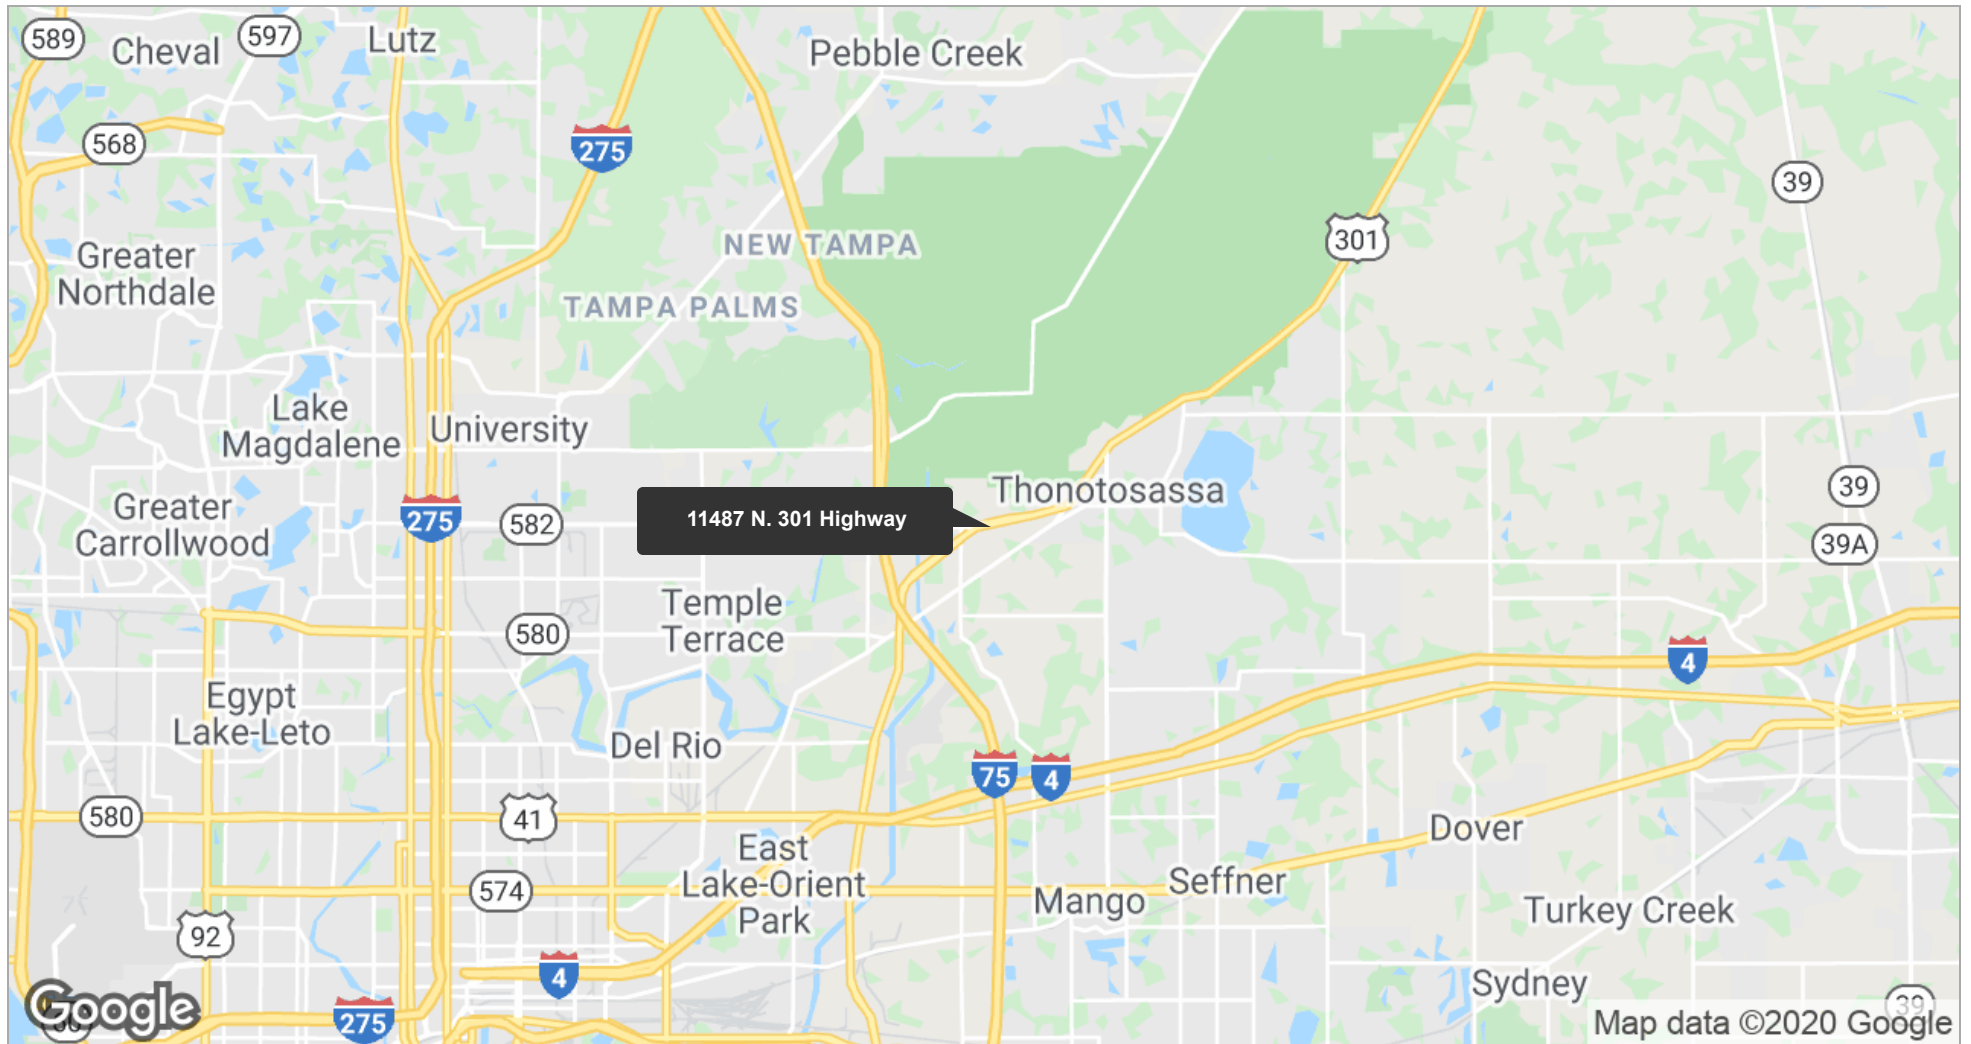 589
Cheval
597
Lutz
Pebble Creek
568
275
39
301
NEW TAMPA
Greater
Northdale
TAMPA PALMS
Lake
Magdalene
University
Thonotosassa
39
Greater
Carrollwood
275
582
11487 N. 301 Highway
39A
Temple
Terrace
580
4
Egypt
Lake-Leto
Del Rio
75
4
580
41
Dover
East
Lake-Orient
Park
574
Mango
Seffner
Turkey Creek
92
4
Sydney
Google
275
39
Map data ©2020 Google